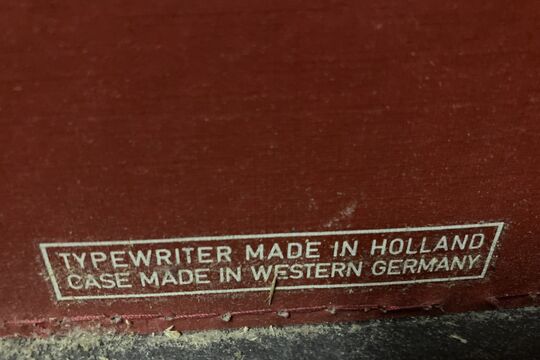 TYPEWRITER MADE IN HOLLAND
CASE MADE IN WESTERN GERMANY